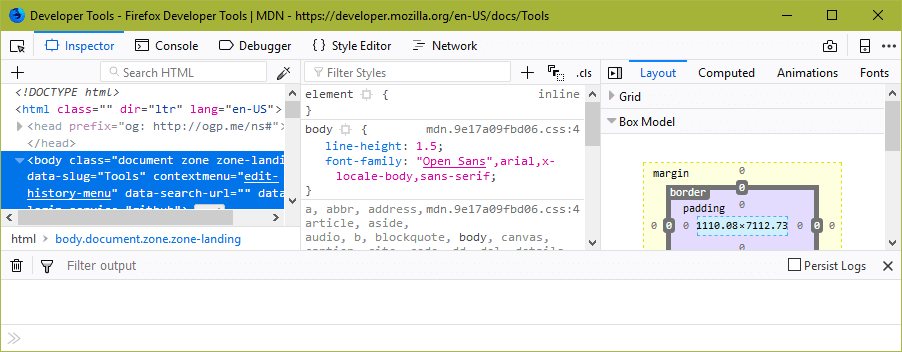 Developer Tools - Firefox Developer Tools | MDN - https://developer.mozilla.org/en-US/docs/Tools
Inspector Console Debugger {} Style Editor Network
+ Search HTML
<!DOCTYPE html>
<html class="" dir="ltr" lang="en-US">
<head prefix="og: http://ogp.me/ns#">
</head>
<body class="document zone zone-landi
data-slug="Tools" contextmenu="edit-
history-menu" data-search-url="" data
html body.document.zone.zone-landing
Filter Styles + .cls
element { inline
}
body { mdn.9e17a09fbd06.css:4
line-height: 1.5;
font-family: "Open Sans",arial,x-
locale-body,sans-serif;
}
a, abbr, address, mdn.9e17a09fbd06.css:4
article, aside,
audio, b, blockquote, body, canvas,
Layout Computed Animations Fonts
Grid
Box Model
margin 0
border 0
padding 0
0 0 0 1110.08×7112.73 0 0 0
0
Filter output Persist Logs